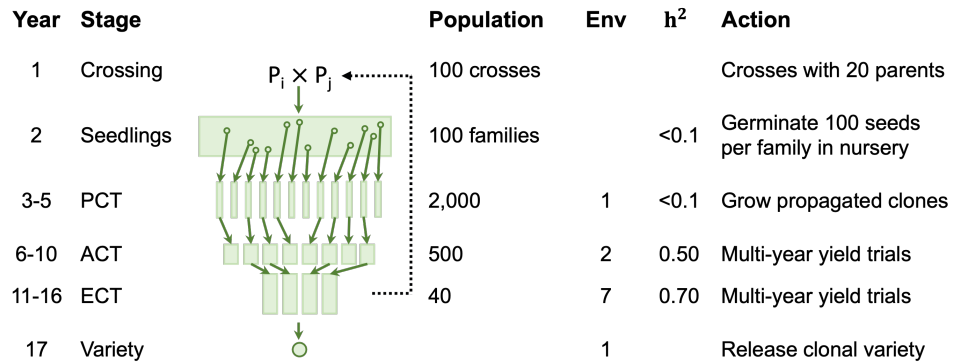 Year Stage Population Env h² Action
1 Crossing Pᵢ × Pⱼ 100 crosses Crosses with 20 parents
2 Seedlings 100 families <0.1 Germinate 100 seeds
per family in nursery
3-5 PCT 2,000 1 <0.1 Grow propagated clones
6-10 ACT 500 2 0.50 Multi-year yield trials
11-16 ECT 40 7 0.70 Multi-year yield trials
17 Variety 1 Release clonal variety